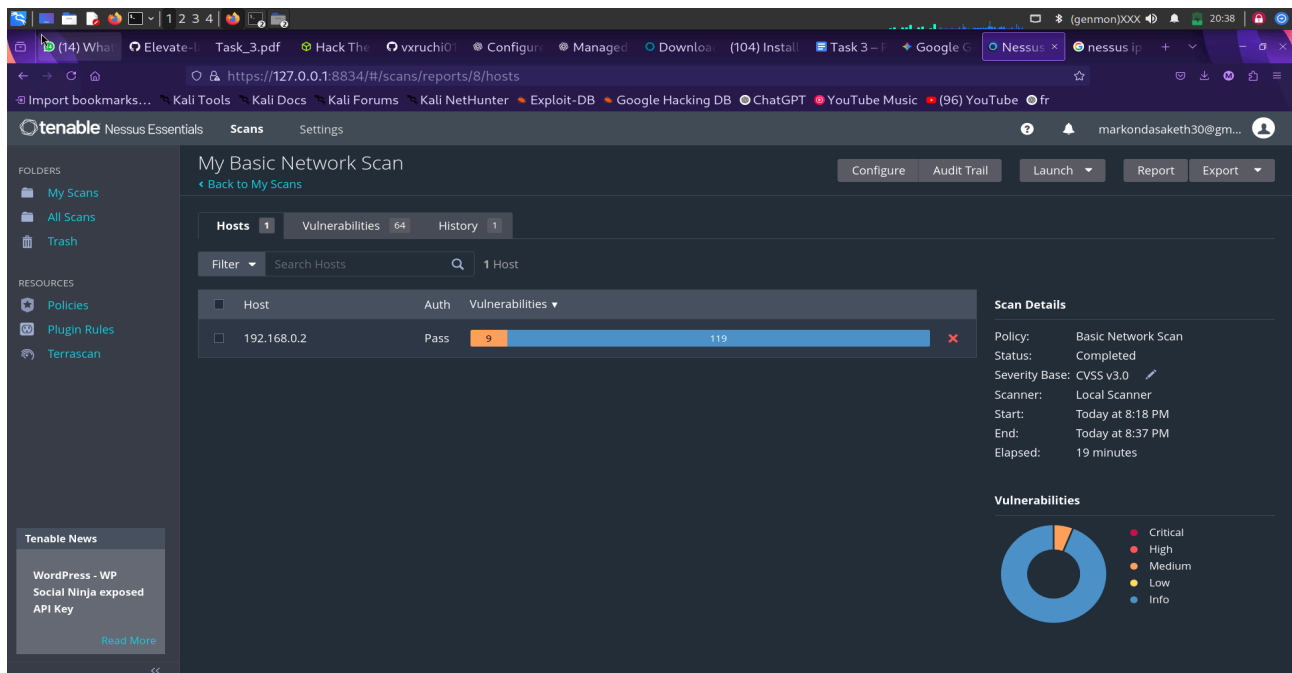 1 2 3 4 (genmon)XXX 20:38
(14) What Elevate-l Task_3.pdf Hack The vxruchi01 Configure Managed Downloa (104) Install Task 3 – F Google G Nessus × nessus ip + 
https://127.0.0.1:8834/#/scans/reports/8/hosts
Import bookmarks... Kali Tools Kali Docs Kali Forums Kali NetHunter Exploit-DB Google Hacking DB ChatGPT YouTube Music (96) YouTube fr
tenable Nessus Essentials Scans Settings ? markondasaketh30@gm...
FOLDERS
My Scans
All Scans
Trash
RESOURCES
Policies
Plugin Rules
Terrascan
Tenable News
WordPress - WP
Social Ninja exposed
API Key
Read More
My Basic Network Scan
Back to My Scans
Configure Audit Trail Launch Report Export
Hosts 1 Vulnerabilities 64 History 1
Filter Search Hosts 1 Host
Host Auth Vulnerabilities
192.168.0.2 Pass 9 119
Scan Details
Policy: Basic Network Scan
Status: Completed
Severity Base: CVSS v3.0
Scanner: Local Scanner
Start: Today at 8:18 PM
End: Today at 8:37 PM
Elapsed: 19 minutes
Vulnerabilities
Critical
High
Medium
Low
Info